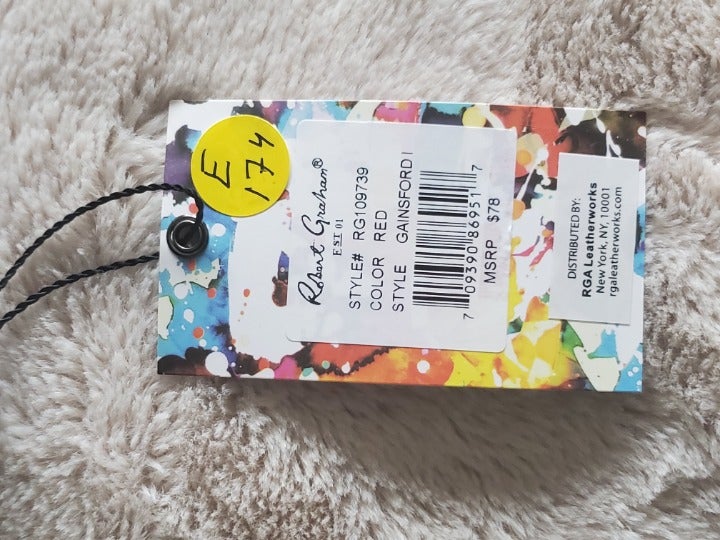 E
174
Robert Graham®
EST 01
STYLE# RG109739
COLOR RED
STYLE GAINSFORD I
7 09390 86951 7
MSRP $78
DISTRIBUTED BY:
RGA Leatherworks
New York, NY, 10001
rgaleatherworks.com